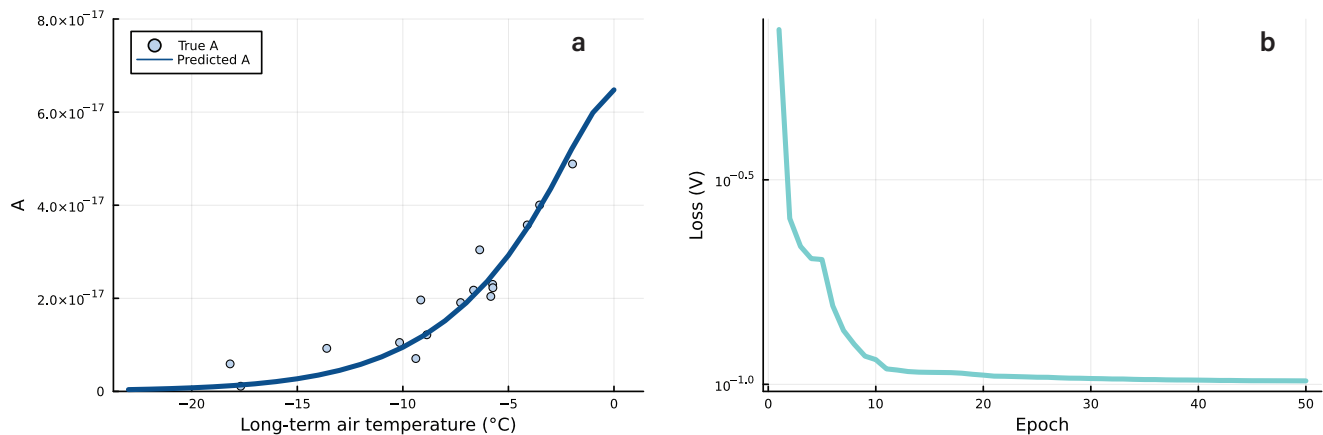 8.0×10⁻¹⁷
6.0×10⁻¹⁷
4.0×10⁻¹⁷
2.0×10⁻¹⁷
0
A
True A
Predicted A
a
−20
−15
−10
−5
0
Long-term air temperature (°C)
b
10⁻⁰·⁵
10⁻¹·⁰
Loss (V)
0
10
20
30
40
50
Epoch